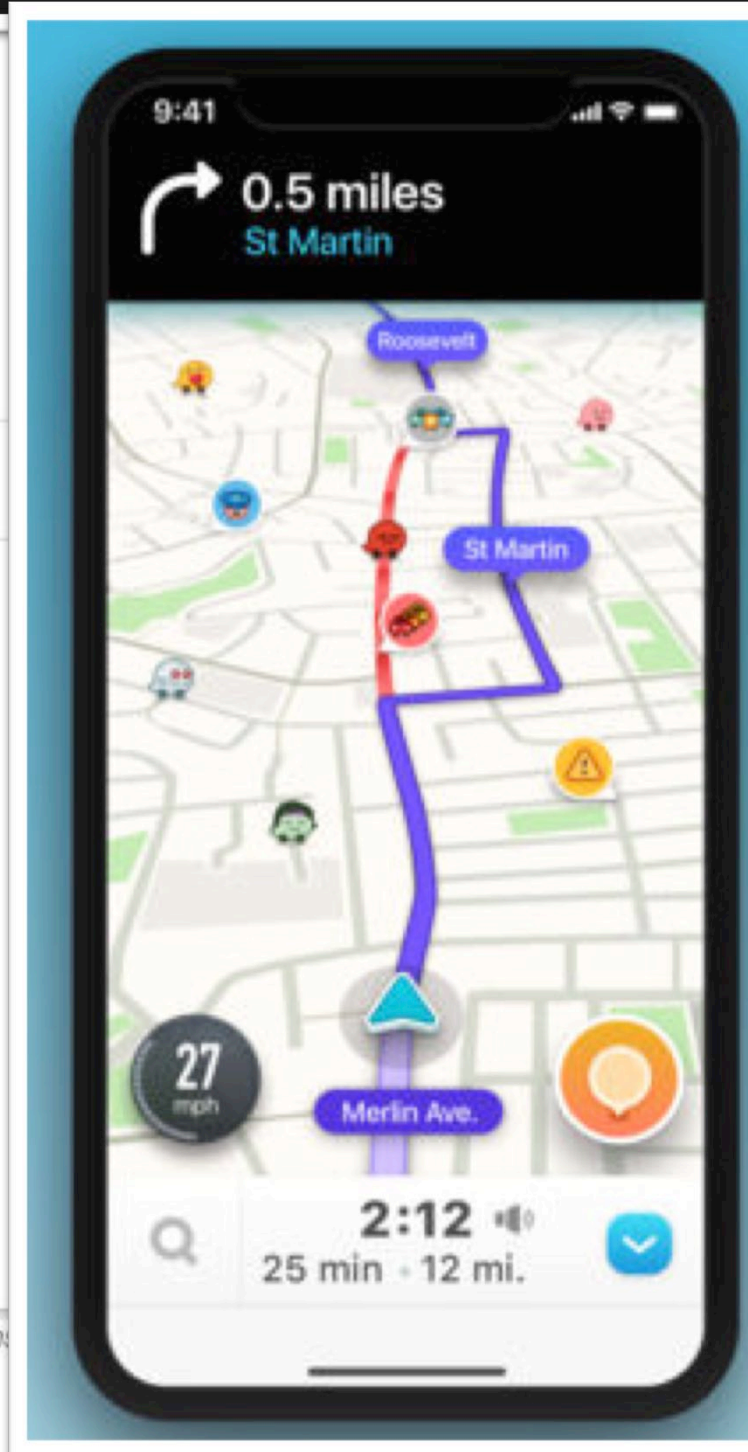 9:41
0.5 miles
St Martin
Roosevelt
St Martin
27
mph
Merlin Ave.
2:12
25 min · 12 mi.